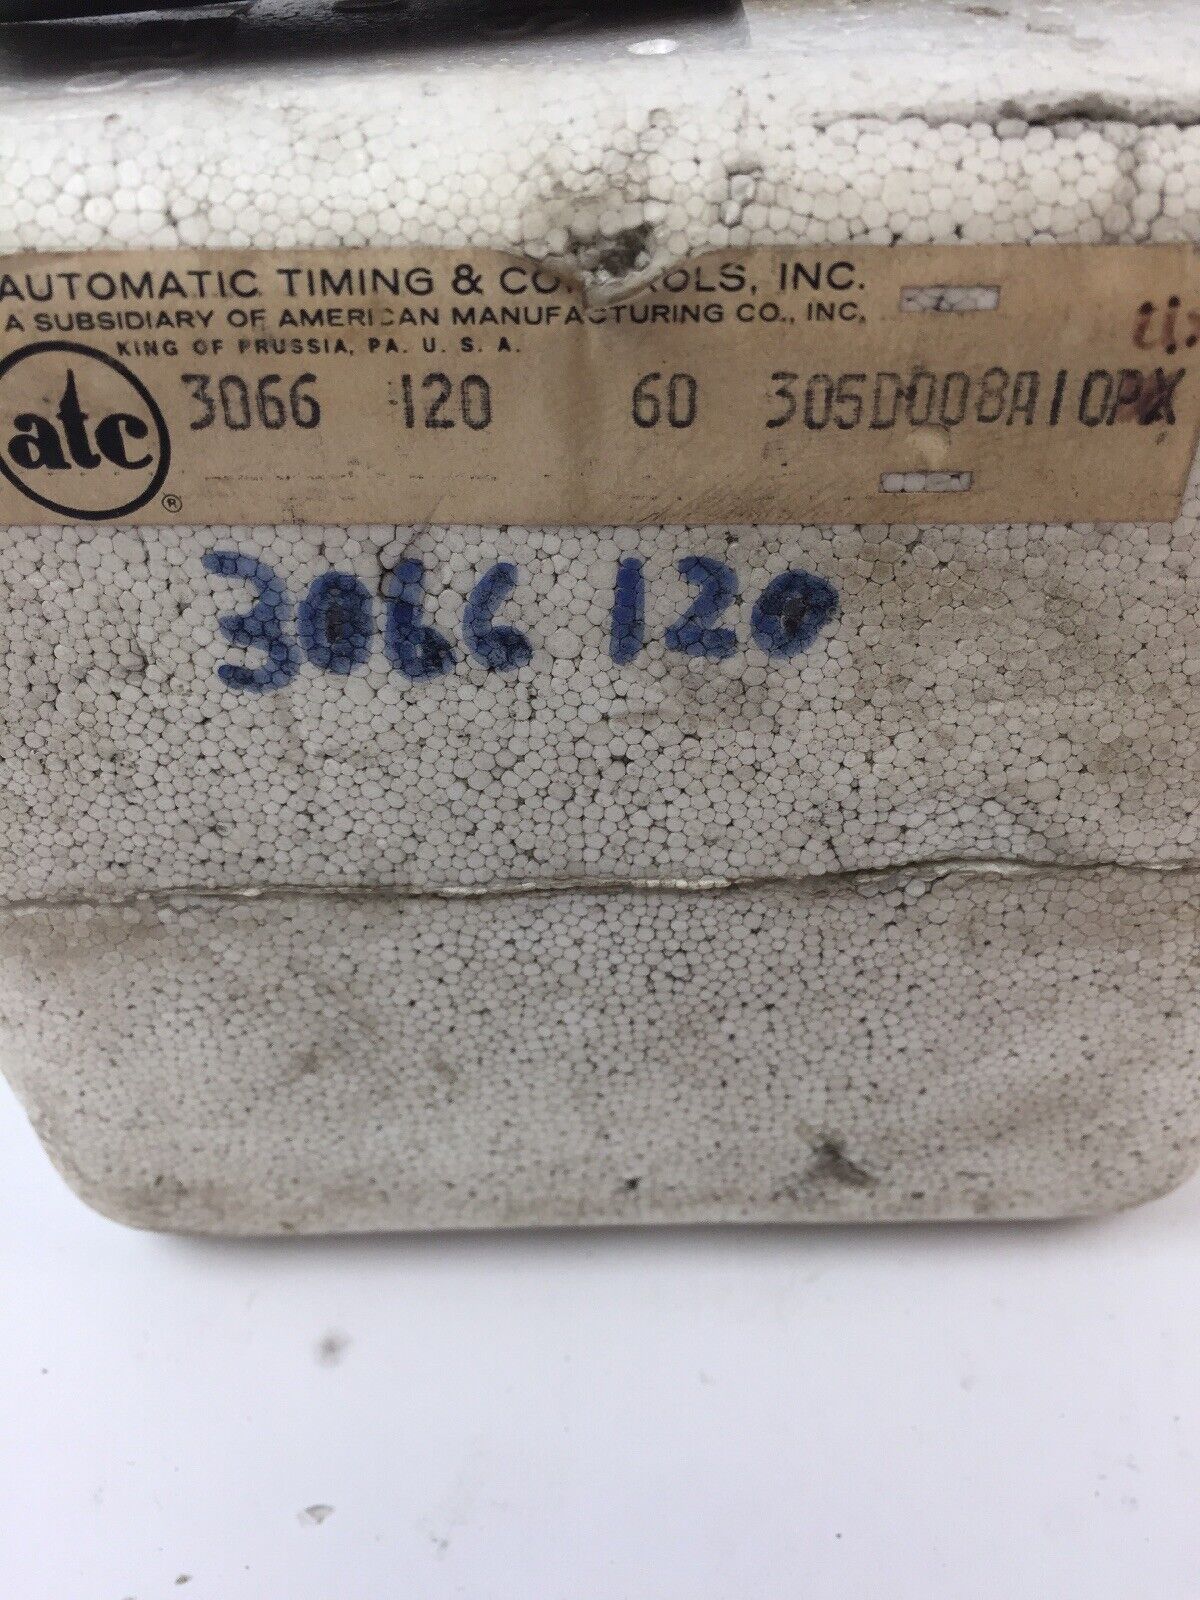 AUTOMATIC TIMING & CONTROLS, INC.
A SUBSIDIARY OF AMERICAN MANUFACTURING CO., INC.
KING OF PRUSSIA, PA. U. S. A.
atc ®
3066 120 60 305D008A10PX
3066 120